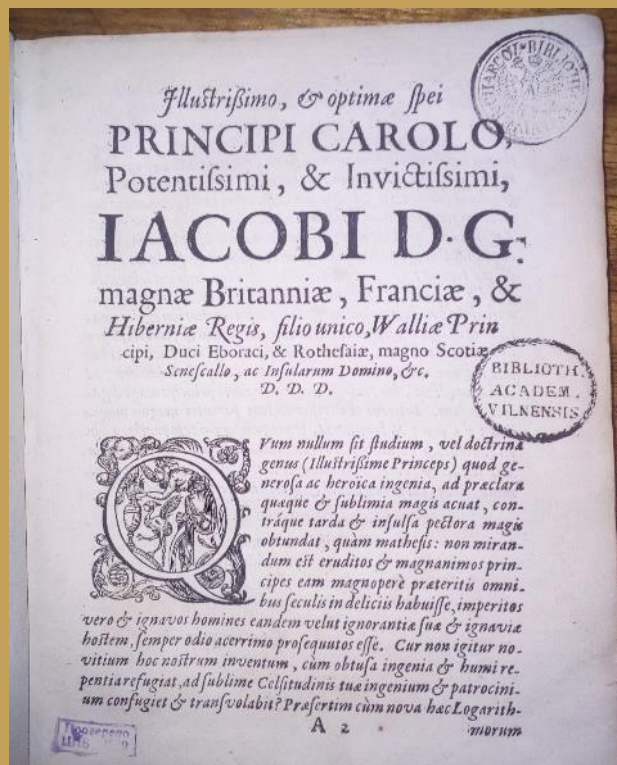 Illustrißimo, & optimæ ſpei
PRINCIPI CAROLO,
Potentiſsimi, & Invictiſsimi,
IACOBI D·G:
magnæ Britanniæ, Franciæ, &
Hiberniæ Regis, filio unico, Walliæ Prin
cipi, Duci Eboraci, & Rotheſaiæ, magno Scotiæ
Seneſcallo, ac Inſularum Domino, &c.
D. D. D.
BIBLIOTH.
ACADEM.
VILNENSIS
QVum nullum ſit ſtudium, vel doctrinæ
genus (Illuſtrißime Princeps) quod ge-
neroſa ac heroïca ingenia, ad præclara
quæque & ſublimia magis acuat, con-
tráque tarda & inſulſa pectora magis
obtundat, quàm matheſis: non miran-
dum eſt eruditos & magnanimos prin-
cipes eam magnoperè præteritis omni-
bus ſeculis in deliciis habuiſſe, imperitos
vero & ignavos homines eandem velut ignorantiæ ſuæ & ignaviæ
hoſtem, ſemper odio acerrimo proſequutos eſſe. Cur non igitur no-
vitium hoc noſtrum inventum, cùm obtuſa ingenia & humi re-
pentia refugiat, ad ſublime Celſitudinis tuæ ingenium & patrocini-
um confugiet & tranſvolabit? Præſertim cùm nova hæc Logarith-
A 2
morum
Проверено